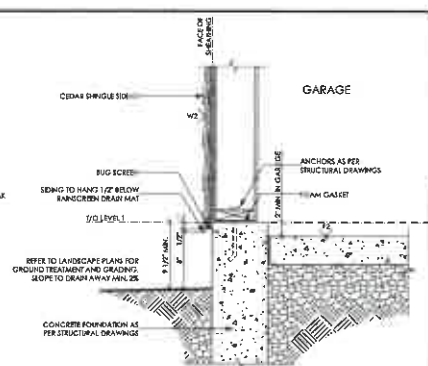 FACE OF
SHEATHING
GARAGE
CEDAR SHINGLE SIDI
W2
BUG SCREE
ANCHORS AS PER
STRUCTURAL DRAWINGS
SIDING TO HANG 1/2" BELOW
RAINSCREEN DRAIN MAT
AM GASKET
2" MIN. IN GARAGE
T/O LEVEL 1
F2
9 1/2" MIN.
8"
1/2"
REFER TO LANDSCAPE PLANS FOR
GROUND TREATMENT AND GRADING.
SLOPE TO DRAIN AWAY MIN. 2%
CONCRETE FOUNDATION AS
PER STRUCTURAL DRAWINGS